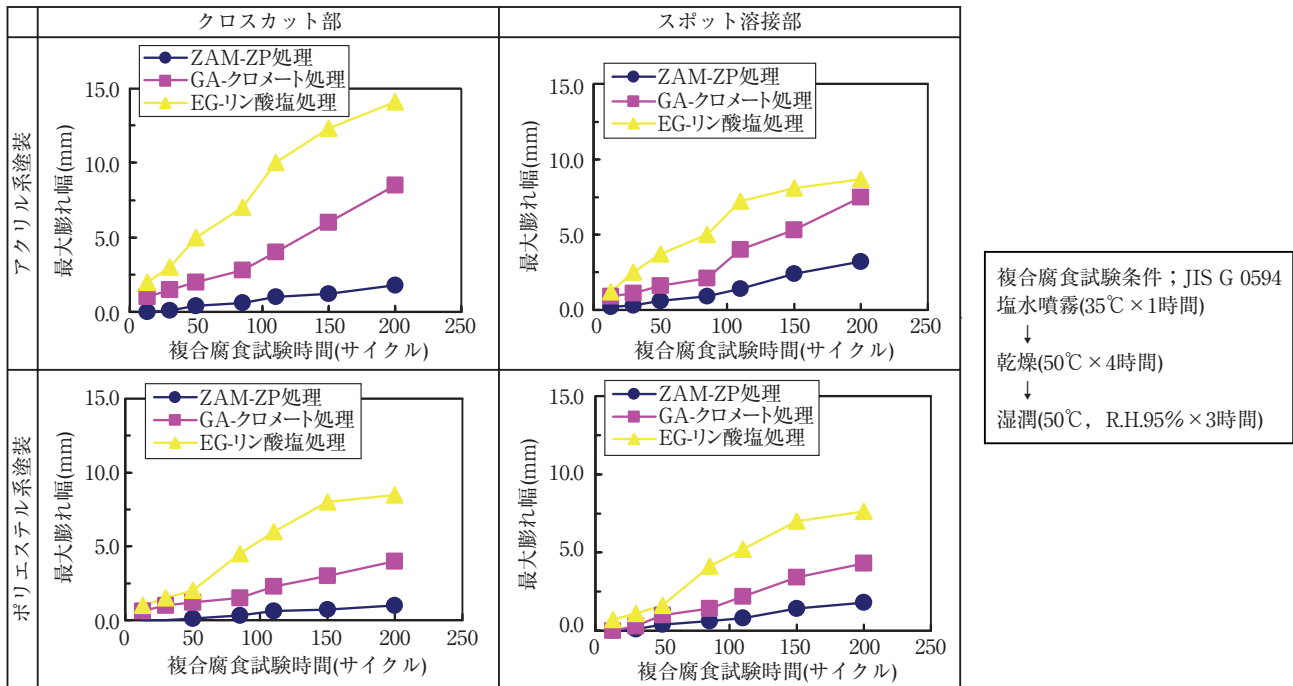 クロスカット部
スポット溶接部
アクリル系塗装
ZAM-ZP処理
GA-クロメート処理
EG-リン酸塩処理
最大膨れ幅(mm)
15.0
10.0
5.0
0.0
0 50 100 150 200 250
複合腐食試験時間(サイクル)
ZAM-ZP処理
GA-クロメート処理
EG-リン酸塩処理
最大膨れ幅(mm)
15.0
10.0
5.0
0.0
0 50 100 150 200 250
複合腐食試験時間(サイクル)
ポリエステル系塗装
ZAM-ZP処理
GA-クロメート処理
EG-リン酸塩処理
最大膨れ幅(mm)
15.0
10.0
5.0
0.0
0 50 100 150 200 250
複合腐食試験時間(サイクル)
ZAM-ZP処理
GA-クロメート処理
EG-リン酸塩処理
最大膨れ幅(mm)
15.0
10.0
5.0
0.0
0 50 100 150 200 250
複合腐食試験時間(サイクル)
複合腐食試験条件；JIS G 0594
塩水噴霧(35℃×1時間)
↓
乾燥(50℃×4時間)
↓
湿潤(50℃，R.H.95%×3時間)